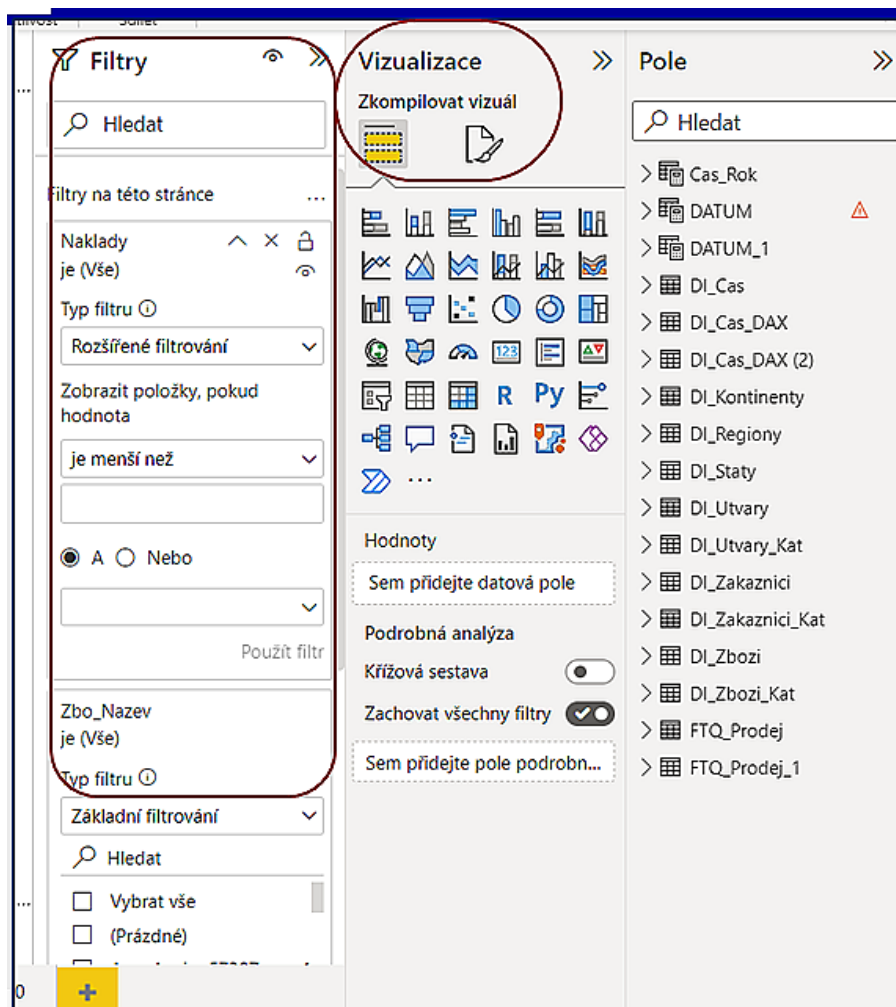 Filtry
Hledat
Filtry na této stránce
...
Naklady
je (Vše)
Typ filtru
Rozšířené filtrování
Zobrazit položky, pokud
hodnota
je menší než
A
Nebo
Použít filtr
Zbo_Nazev
je (Vše)
Typ filtru
Základní filtrování
Hledat
Vybrat vše
(Prázdné)
Vizualizace
Zkompilovat vizuál
123
R
Py
...
Hodnoty
Sem přidejte datová pole
Podrobná analýza
Křížová sestava
Zachovat všechny filtry
Sem přidejte pole podrobn...
Pole
Hledat
Cas_Rok
DATUM
DATUM_1
DI_Cas
DI_Cas_DAX
DI_Cas_DAX (2)
DI_Kontinenty
DI_Regiony
DI_Staty
DI_Utvary
DI_Utvary_Kat
DI_Zakaznici
DI_Zakaznici_Kat
DI_Zbozi
DI_Zbozi_Kat
FTQ_Prodej
FTQ_Prodej_1